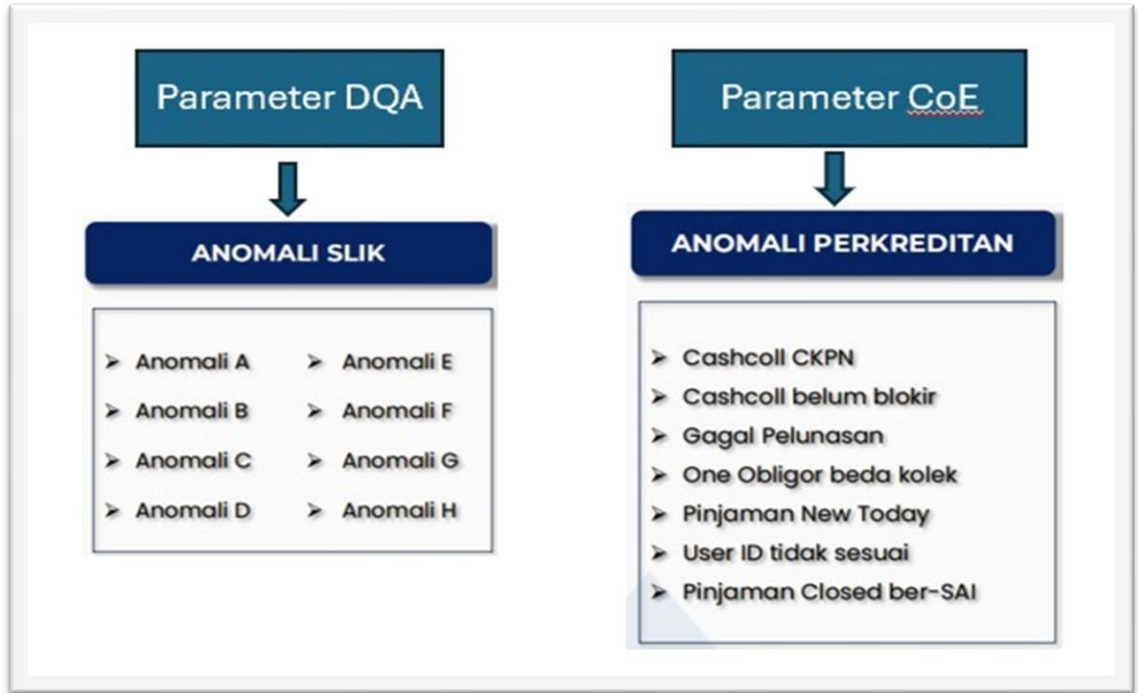 Parameter DQA
ANOMALI SLIK
➢ Anomali A
➢ Anomali B
➢ Anomali C
➢ Anomali D
➢ Anomali E
➢ Anomali F
➢ Anomali G
➢ Anomali H
Parameter CoE
ANOMALI PERKREDITAN
➢ Cashcoll CKPN
➢ Cashcoll belum blokir
➢ Gagal Pelunasan
➢ One Obligor beda kolek
➢ Pinjaman New Today
➢ User ID tidak sesuai
➢ Pinjaman Closed ber-SAI